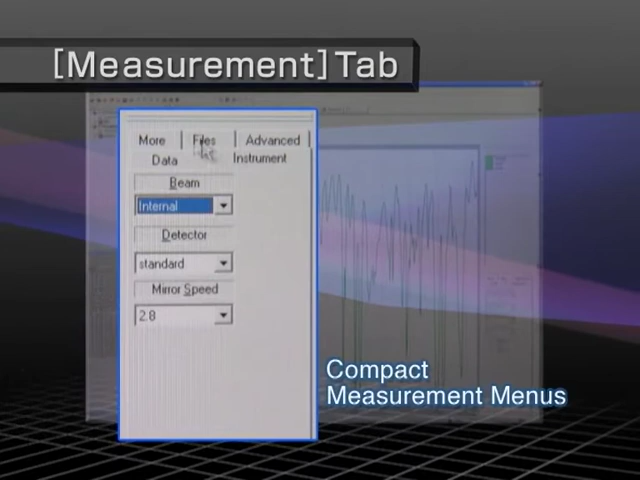 [Measurement] Tab
More Files Advanced
Data Instrument
Beam
Internal
Detector
standard
Mirror Speed
2.8
Compact
Measurement Menus